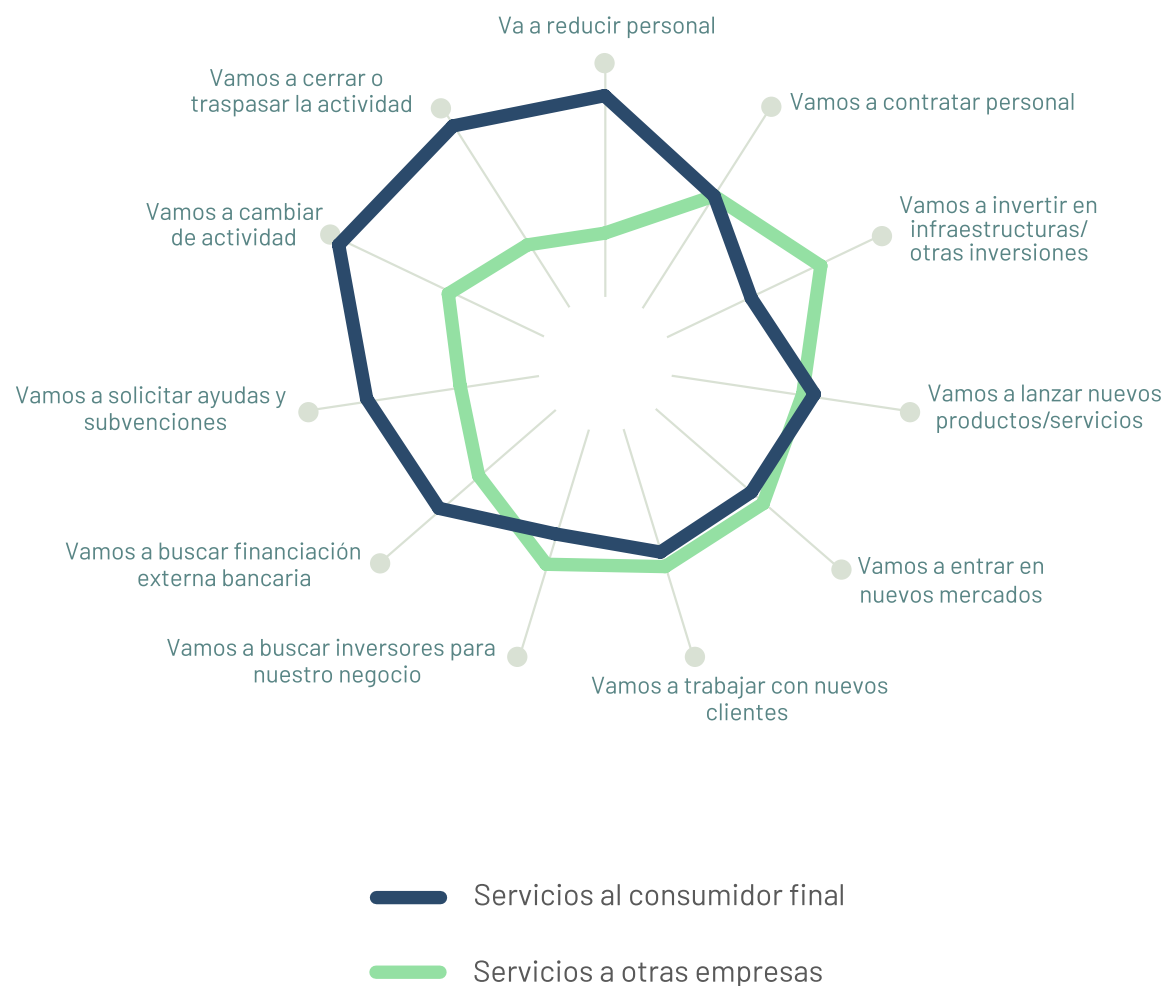 Va a reducir personal
Vamos a cerrar o
traspasar la actividad
Vamos a contratar personal
Vamos a cambiar
de actividad
Vamos a invertir en
infraestructuras/
otras inversiones
Vamos a solicitar ayudas y
subvenciones
Vamos a lanzar nuevos
productos/servicios
Vamos a buscar financiación
externa bancaria
Vamos a entrar en
nuevos mercados
Vamos a buscar inversores para
nuestro negocio
Vamos a trabajar con nuevos
clientes
Servicios al consumidor final
Servicios a otras empresas